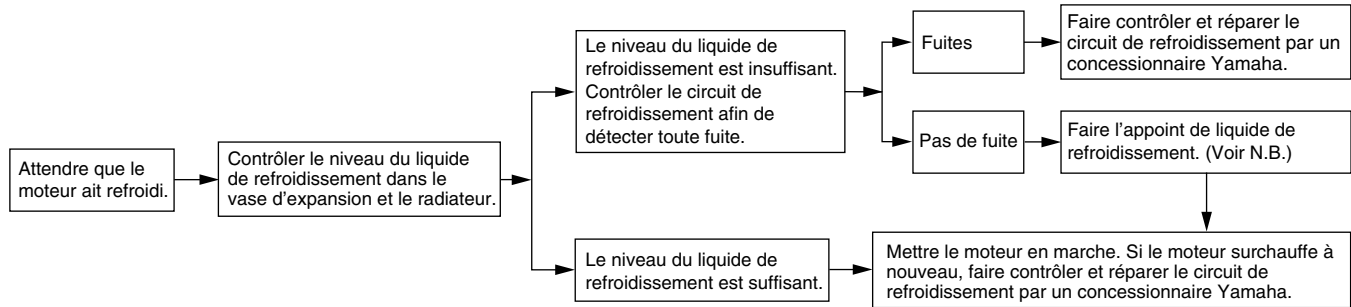 Attendre que le
moteur ait refroidi.
Contrôler le niveau du liquide
de refroidissement dans le
vase d'expansion et le radiateur.
Le niveau du liquide de
refroidissement est insuffisant.
Contrôler le circuit de
refroidissement afin de
détecter toute fuite.
Fuites
Faire contrôler et réparer le
circuit de refroidissement par un
concessionnaire Yamaha.
Pas de fuite
Faire l'appoint de liquide de
refroidissement. (Voir N.B.)
Le niveau du liquide de
refroidissement est suffisant.
Mettre le moteur en marche. Si le moteur surchauffe à
nouveau, faire contrôler et réparer le circuit de
refroidissement par un concessionnaire Yamaha.